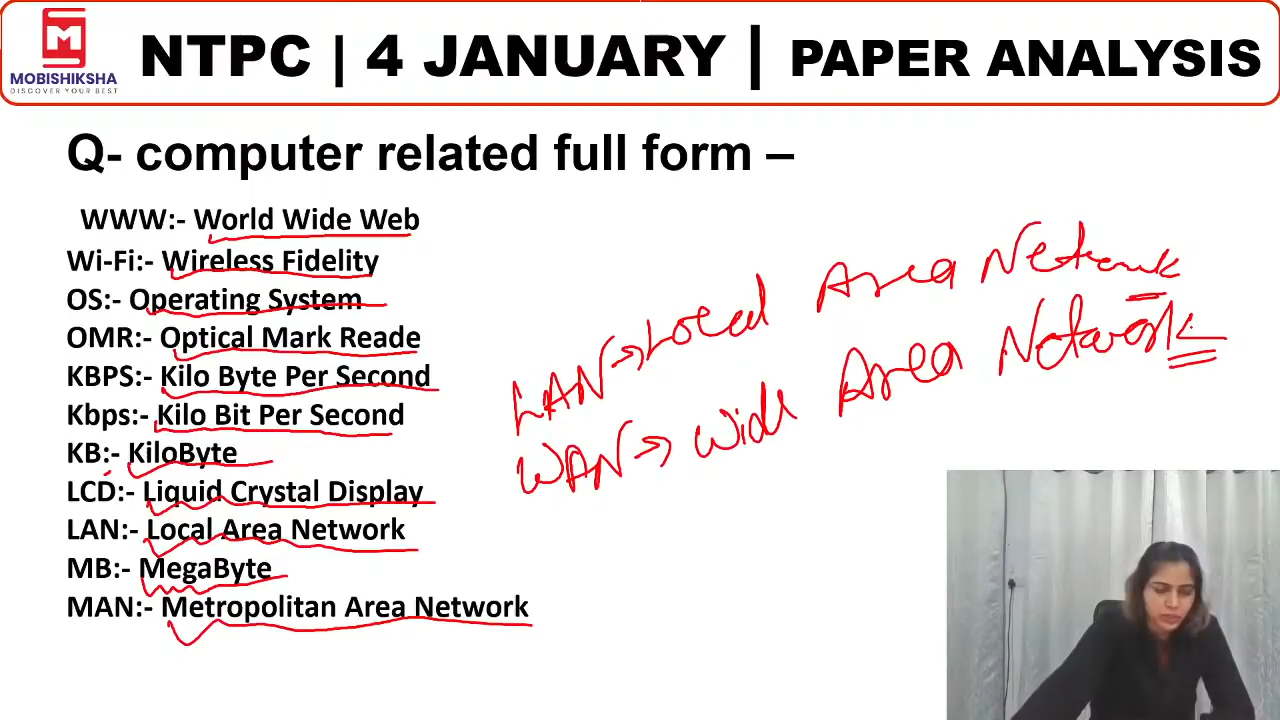 MOBISHIKSHA
DISCOVER YOUR BEST
NTPC | 4 JANUARY | PAPER ANALYSIS
Q- computer related full form –
WWW:- World Wide Web
Wi-Fi:- Wireless Fidelity
OS:- Operating System
OMR:- Optical Mark Reade
KBPS:- Kilo Byte Per Second
Kbps:- Kilo Bit Per Second
KB:- KiloByte
LCD:- Liquid Crystal Display
LAN:- Local Area Network
MB:- MegaByte
MAN:- Metropolitan Area Network
LAN → Local Area Network
WAN → Wide Area Network